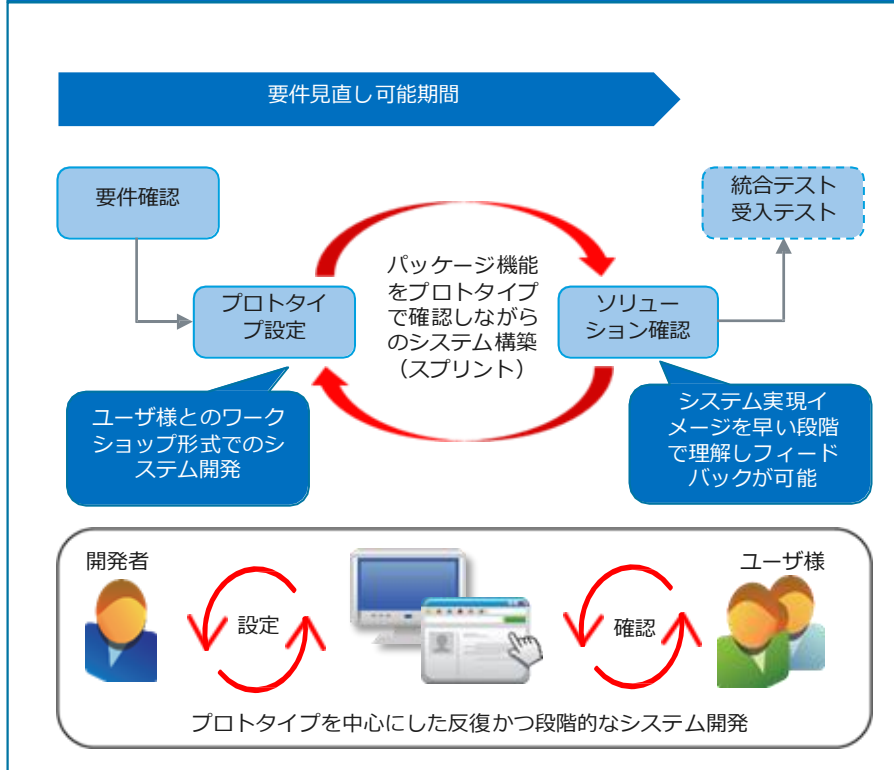 要件見直し可能期間
要件確認
統合テスト
受入テスト
パッケージ機能
をプロトタイプ
で確認しながら
のシステム構築
（スプリント）
プロトタイ
プ設定
ソリュー
ション確認
ユーザ様とのワーク
ショップ形式でのシ
ステム開発
システム実現イ
メージを早い段階
で理解しフィード
バックが可能
開発者
ユーザ様
設定
確認
プロトタイプを中心にした反復かつ段階的なシステム開発